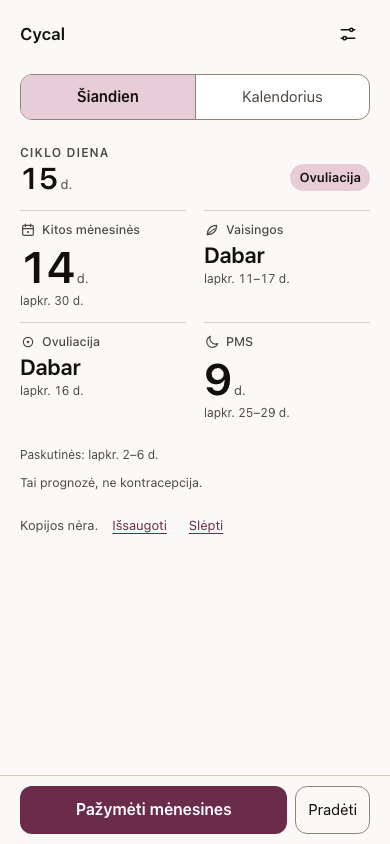 Cycal
Šiandien
Kalendorius
CIKLO DIENA
15 d.
Ovuliacija
Kitos mėnesinės
14 d.
lapkr. 30 d.
Vaisingos
Dabar
lapkr. 11–17 d.
Ovuliacija
Dabar
lapkr. 16 d.
PMS
9 d.
lapkr. 25–29 d.
Paskutinės: lapkr. 2–6 d.
Tai prognozė, ne kontracepcija.
Kopijos nėra. Išsaugoti Slėpti
Pažymėti mėnesines
Pradėti